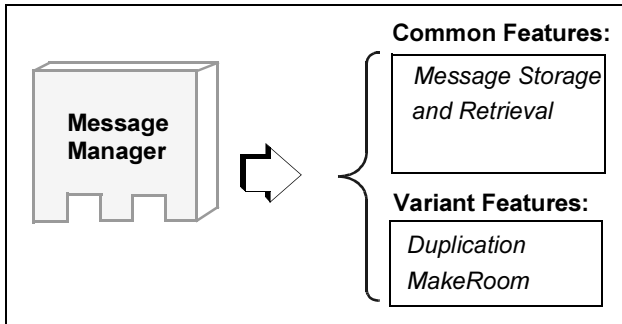 Message
Manager
Common Features:
Message Storage
and Retrieval
Variant Features:
Duplication
MakeRoom